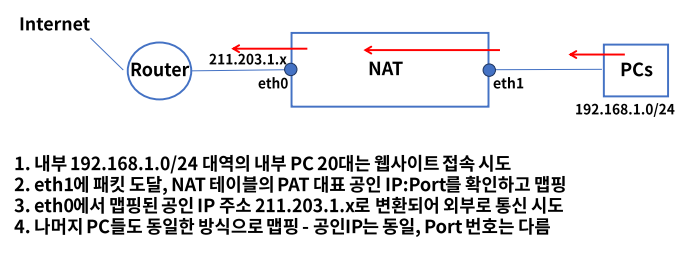 Internet
211.203.1.x
Router
NAT
PCs
eth0
eth1
192.168.1.0/24
1. 내부 192.168.1.0/24 대역의 내부 PC 20대는 웹사이트 접속 시도
2. eth1에 패킷 도달, NAT 테이블의 PAT 대표 공인 IP:Port를 확인하고 맵핑
3. eth0에서 맵핑된 공인 IP 주소 211.203.1.x로 변환되어 외부로 통신 시도
4. 나머지 PC들도 동일한 방식으로 맵핑 - 공인IP는 동일, Port 번호는 다름